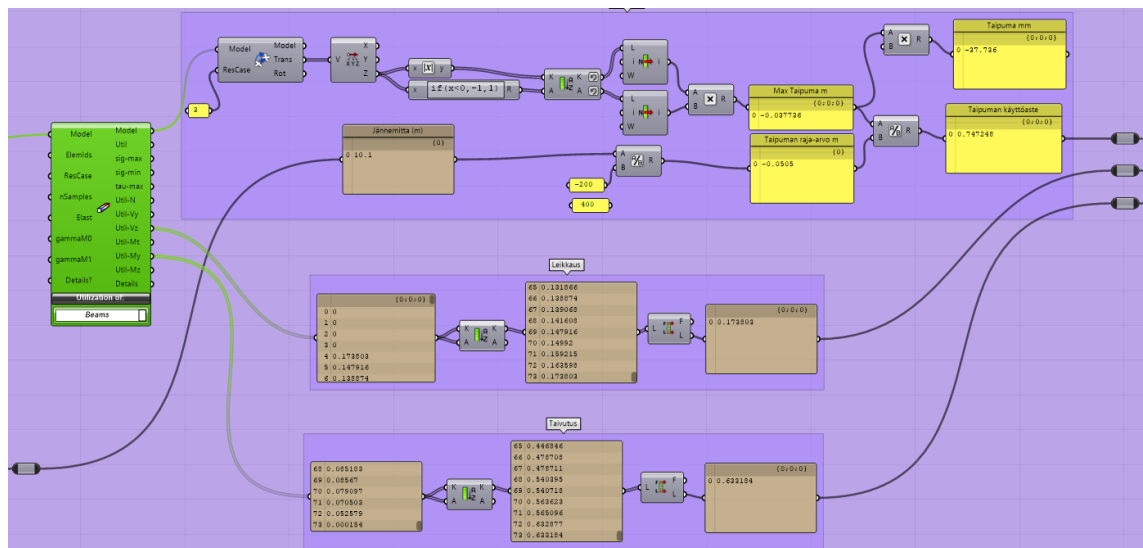 Model
ResCase
Model
Trans
Rot
3
V
XYZ
X
Y
Z
x
|x|
y
x
if(x<0,-1,1)
R
K
A
K
A
L
i
W
i
L
i
W
i
A
B
R
Max Taipuma m
{0;0;0}
0 -0.037736
A
B
R
Taipuma mm
{0;0;0}
0 -37.736
Jännemitta (m)
{0}
0 10.1
A
B
A/B
R
-200
400
Taipuman raja-arvo m
{0}
0 -0.0505
A
B
A/B
R
Taipuman käyttöaste
{0;0;0}
0 0.747248
Model
ElemIds
ResCase
nSamples
Elast
gammaM0
gammaM1
Details?
Model
Util
sig-max
sig-min
tau-max
Util-N
Util-Vy
Util-Vz
Util-Mt
Util-My
Util-Mz
Details
Utilization of:
Beams
Leikkaus
{0;0;0}
0 0
1 0
2 0
3 0
4 0.173803
5 0.147916
6 0.138874
K
A
K
A
65 0.131866
66 0.138874
67 0.139063
68 0.141608
69 0.147916
70 0.14992
71 0.159215
72 0.163598
73 0.173803
L
F
L
{0;0;0}
0 0.173803
Taivutus
68 0.085183
69 0.08567
70 0.079097
71 0.070503
72 0.052579
73 0.000154
K
A
K
A
65 0.446846
66 0.478708
67 0.478711
68 0.540395
69 0.540718
70 0.563623
71 0.565096
72 0.632877
73 0.633184
L
F
L
{0;0;0}
0 0.633184